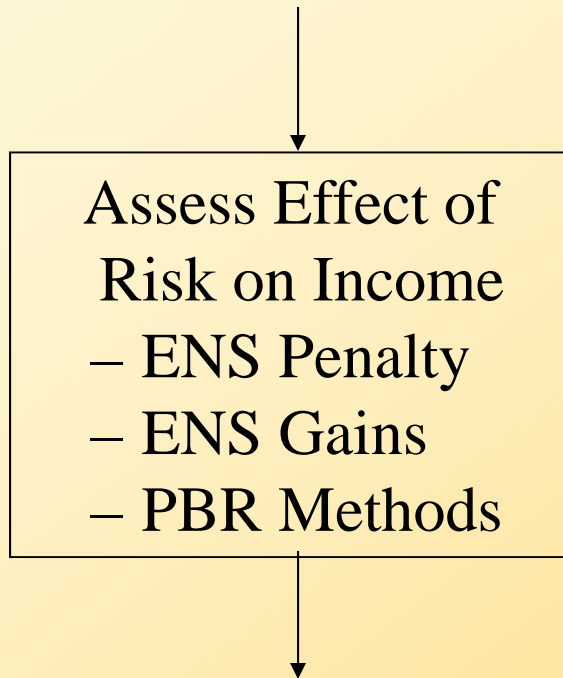 Assess Effect of
Risk on Income
– ENS Penalty
– ENS Gains
– PBR Methods